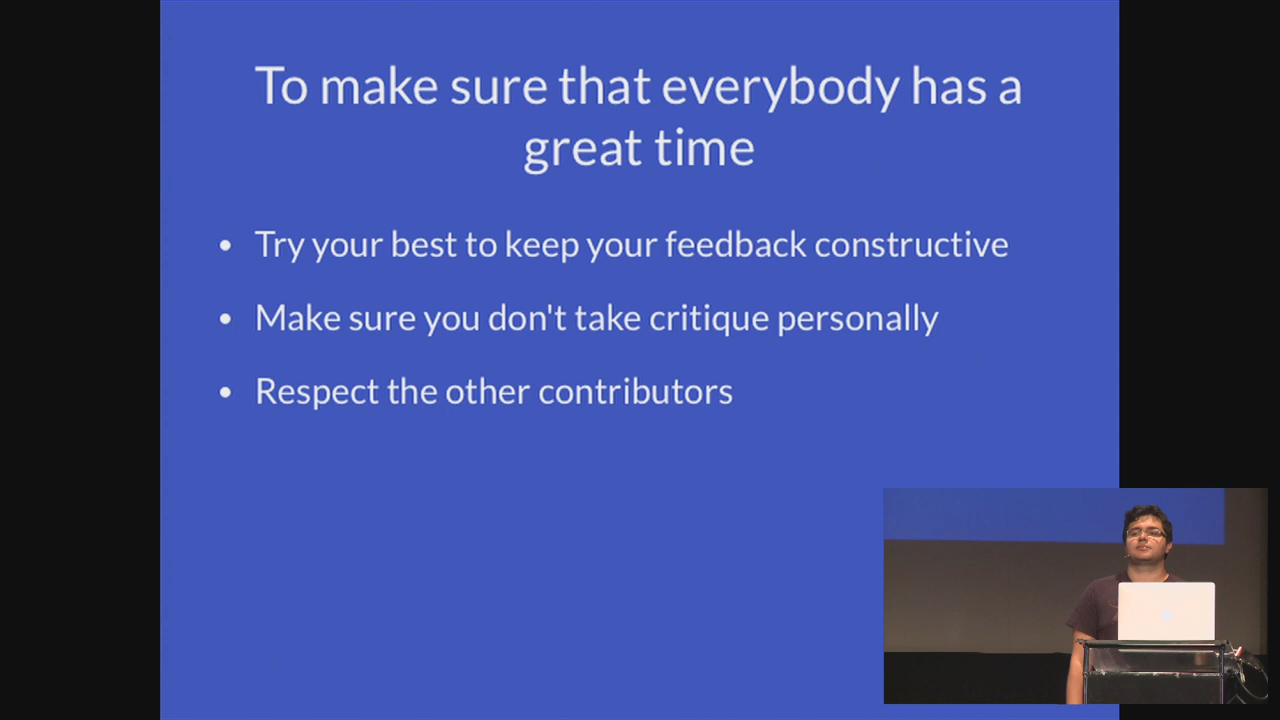 To make sure that everybody has a
great time
• Try your best to keep your feedback constructive
• Make sure you don't take critique personally
• Respect the other contributors